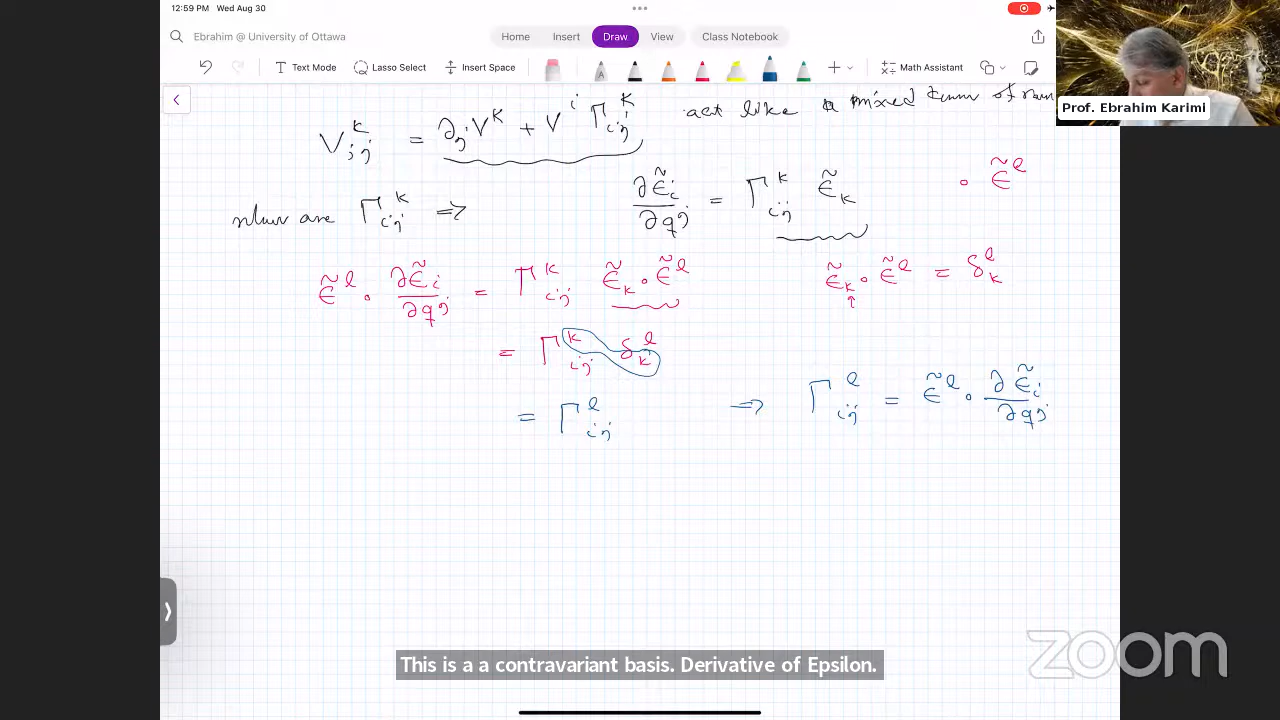 12:59 PM Wed Aug 30
Ebrahim @ University of Ottawa Home Insert Draw View Class Notebook
Text Mode Lasso Select Insert Space Math Assistant
Prof. Ebrahim Karimi
V^k_{;j} = ∂_j V^k + V^i Γ^k_{ij} act like a mixed
are Γ^k_{ij} ⇒ ∂ε̃_i/∂q^j = Γ^k_{ij} ε̃_k · ε̃^l
ε̃^l · ∂ε̃_i/∂q^j = Γ^k_{ij} ε̃_k · ε̃^l ε̃_k · ε̃^l = δ^l_k
= Γ^k_{ij} δ^l_k
= Γ^l_{ij} ⇒ Γ^l_{ij} = ε̃^l · ∂ε̃_i/∂q^j
zoom
This is a a contravariant basis. Derivative of Epsilon.